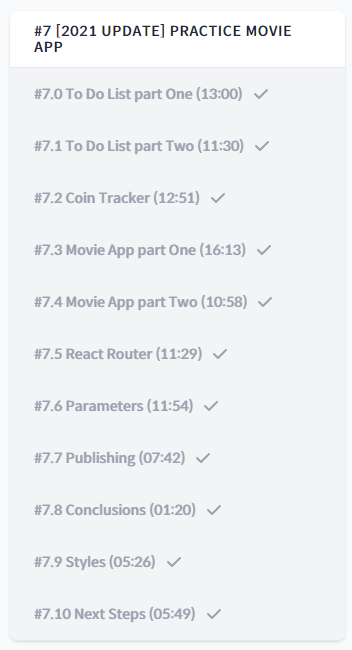 #7 [2021 UPDATE] PRACTICE MOVIE
APP
#7.0 To Do List part One (13:00)
#7.1 To Do List part Two (11:30)
#7.2 Coin Tracker (12:51)
#7.3 Movie App part One (16:13)
#7.4 Movie App part Two (10:58)
#7.5 React Router (11:29)
#7.6 Parameters (11:54)
#7.7 Publishing (07:42)
#7.8 Conclusions (01:20)
#7.9 Styles (05:26)
#7.10 Next Steps (05:49)